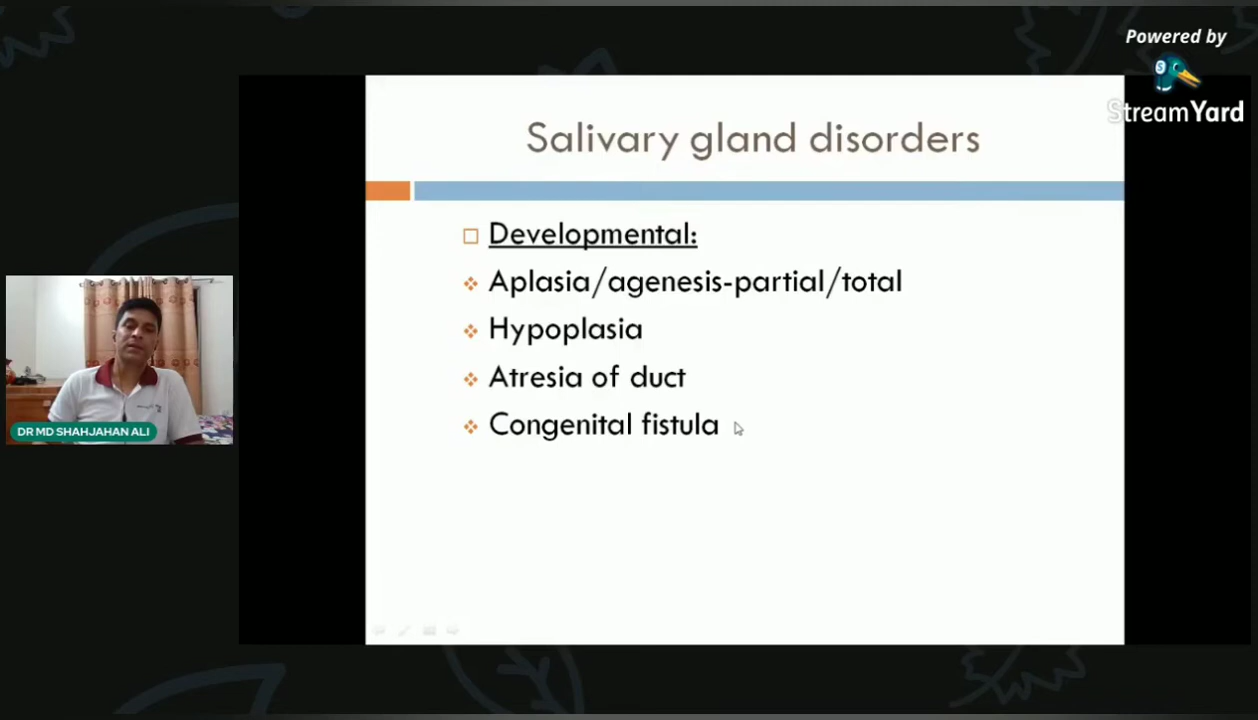 Powered by
StreamYard
Salivary gland disorders
Developmental:
Aplasia/agenesis-partial/total
Hypoplasia
Atresia of duct
Congenital fistula
DR MD SHAHJAHAN ALI